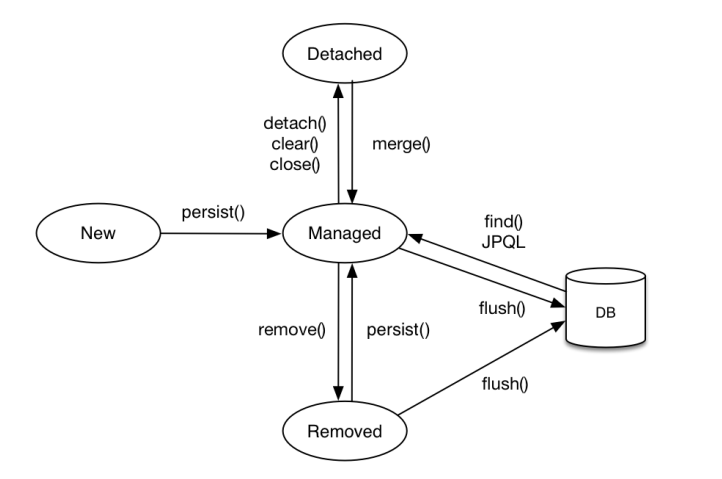 Detached
detach()
clear()
close()
merge()
New
persist()
Managed
find()
JPQL
flush()
DB
remove()
persist()
flush()
Removed